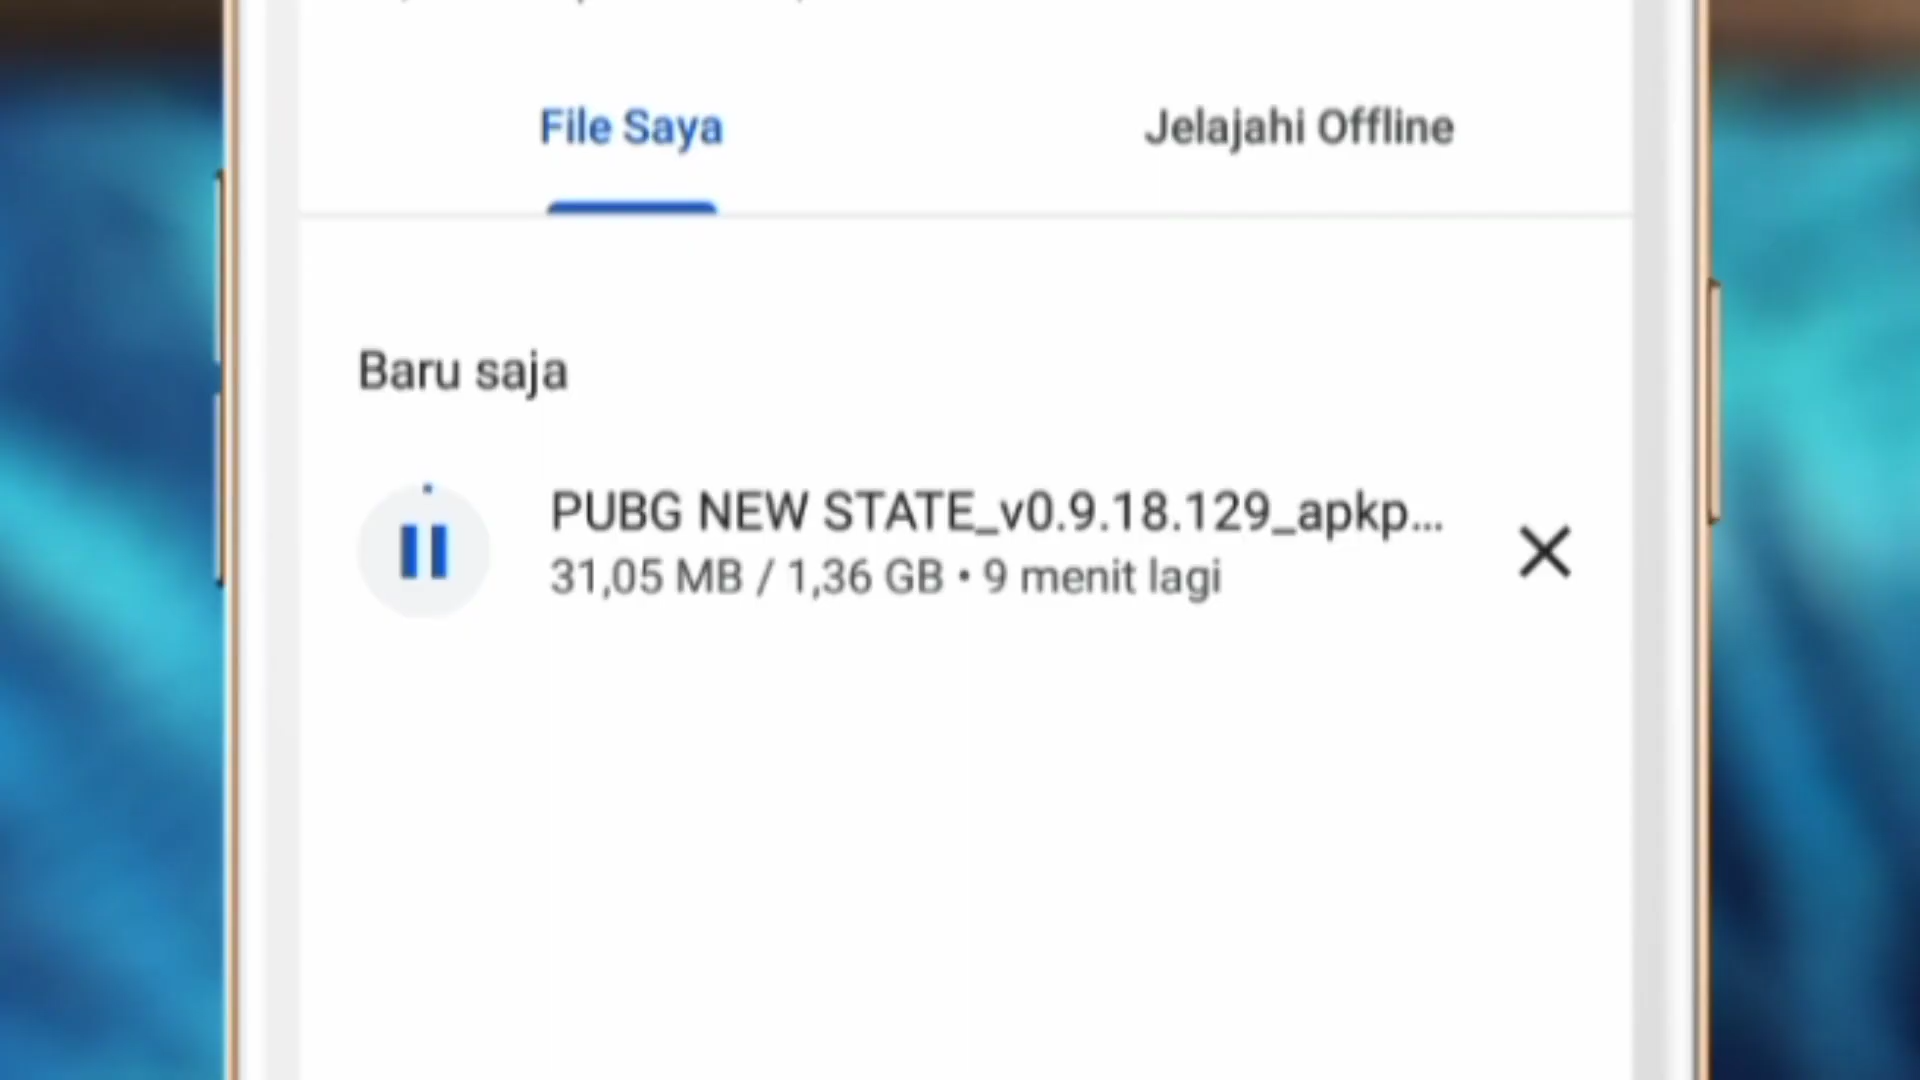 File Saya
Jelajahi Offline
Baru saja
PUBG NEW STATE_v0.9.18.129_apkp...
31,05 MB / 1,36 GB • 9 menit lagi